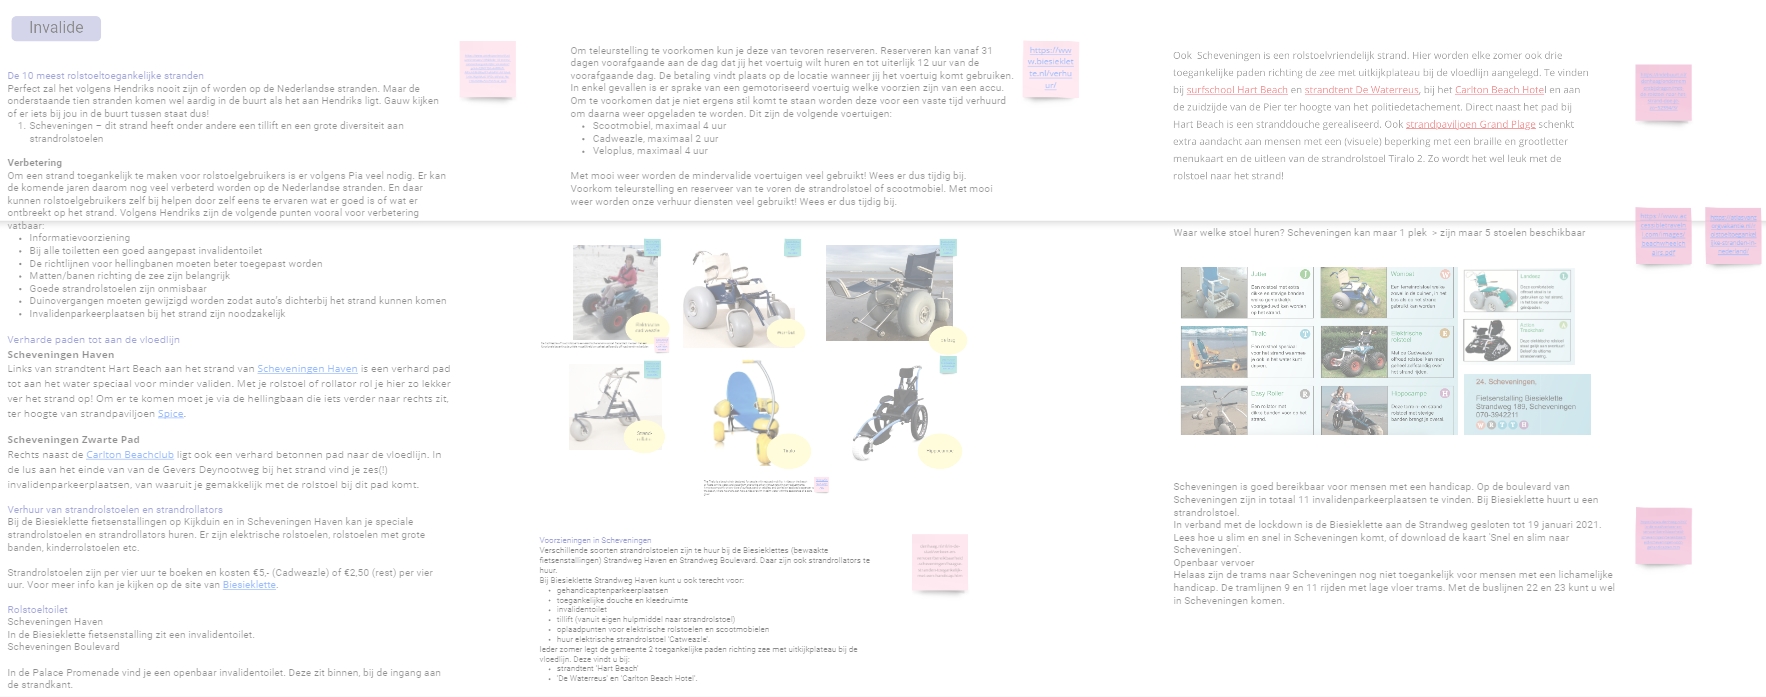 Invalide
De 10 meest rolstoeltoegankelijke stranden
Perfect zal het volgens Hendriks nooit zijn of worden op de Nederlandse stranden. Maar de
onderstaande tien stranden komen wel aardig in de buurt als het aan Hendriks ligt. Gauw kijken
of er iets bij jou in de buurt tussen staat dus!
1. Scheveningen – dit strand heeft onder andere een tillift en een grote diversiteit aan
strandrolstoelen
Verbetering
Om een strand toegankelijk te maken voor rolstoelgebruikers is er volgens Pia veel nodig. Er kan
de komende jaren daarom nog veel verbeterd worden op de Nederlandse stranden. En daar
kunnen rolstoelgebruikers zelf bij helpen door zelf eens te ervaren wat er goed is of wat er
ontbreekt op het strand. Volgens Hendriks zijn de volgende punten vooral voor verbetering
vatbaar:
• Informatievoorziening
• Bij alle toiletten een goed aangepast invalidentoilet
• De richtlijnen voor hellingbanen moeten beter toegepast worden
• Matten/banen richting de zee zijn belangrijk
• Goede strandrolstoelen zijn onmisbaar
• Duinovergangen moeten gewijzigd worden zodat auto's dichterbij het strand kunnen komen
• Invalidenparkeerplaatsen bij het strand zijn noodzakelijk
Verharde paden tot aan de vloedlijn
Scheveningen Haven
Links van strandtent Hart Beach aan het strand van Scheveningen Haven is een verhard pad
tot aan het water speciaal voor minder validen. Met je rolstoel of rollator rol je hier zo lekker
ver het strand op! Om er te komen moet je via de hellingbaan die iets verder naar rechts zit,
ter hoogte van strandpaviljoen Spice.
Scheveningen Zwarte Pad
Rechts naast de Carlton Beachclub ligt ook een verhard betonnen pad naar de vloedlijn. In
de lus aan het einde van van de Gevers Deynootweg bij het strand vind je zes(!)
invalidenparkeerplaatsen, van waaruit je gemakkelijk met de rolstoel bij dit pad komt.
Verhuur van strandrolstoelen en strandrollators
Bij de Biesieklette fietsenstallingen op Kijkduin en in Scheveningen Haven kan je speciale
strandrolstoelen en strandrollators huren. Er zijn elektrische rolstoelen, rolstoelen met grote
banden, kinderrolstoelen etc.
Strandrolstoelen zijn per vier uur te boeken en kosten €5,- (Cadweazle) of €2,50 (rest) per vier
uur. Voor meer info kan je kijken op de site van Biesieklette.
Rolstoeltoilet
Scheveningen Haven
In de Biesieklette fietsenstalling zit een invalidentoilet.
Scheveningen Boulevard
In de Palace Promenade vind je een openbaar invalidentoilet. Deze zit binnen, bij de ingang aan
de strandkant.
Om teleurstelling te voorkomen kun je deze van tevoren reserveren. Reserveren kan vanaf 31
dagen voorafgaande aan de dag dat jij het voertuig wilt huren en tot uiterlijk 12 uur van de
voorafgaande dag. De betaling vindt plaats op de locatie wanneer jij het voertuig komt gebruiken.
In enkel gevallen is er sprake van een gemotoriseerd voertuig welke voorzien zijn van een accu.
Om te voorkomen dat je niet ergens stil komt te staan worden deze voor een vaste tijd verhuurd
om daarna weer opgeladen te worden. Dit zijn de volgende voertuigen:
• Scootmobiel, maximaal 4 uur
• Cadweazle, maximaal 2 uur
• Veloplus, maximaal 4 uur
Met mooi weer worden de mindervalide voertuigen veel gebruikt! Wees er dus tijdig bij.
Voorkom teleurstelling en reserveer van te voren de strandrolstoel of scootmobiel. Met mooi
weer worden onze verhuur diensten veel gebruikt! Wees er dus tijdig bij.
https://ww
w.biesieklet
te.nl/verhu
ur/
Tiralo
Hippocampe
Voorzieningen in Scheveningen
Verschillende soorten strandrolstoelen zijn te huur bij de Biesieklettes (bewaakte
fietsenstallingen) Strandweg Haven en Strandweg Boulevard. Daar zijn ook strandrollators te
huur.
Bij Biesieklette Strandweg Haven kunt u ook terecht voor:
• gehandicaptenparkeerplaatsen
• toegankelijke douche en kleedruimte
• invalidentoilet
• tillift (vanuit eigen hulpmiddel naar strandrolstoel)
• oplaadpunten voor elektrische rolstoelen en scootmobielen
• huur elektrische strandrolstoel 'Catweazle'.
Ieder zomer legt de gemeente 2 toegankelijke paden richting zee met uitkijkplateau bij de
vloedlijn. Deze vindt u bij:
• strandtent 'Hart Beach'
• 'De Waterreus' en 'Carlton Beach Hotel'.
Ook Scheveningen is een rolstoelvriendelijk strand. Hier worden elke zomer ook drie
toegankelijke paden richting de zee met uitkijkplateau bij de vloedlijn aangelegd. Te vinden
bij surfschool Hart Beach en strandtent De Waterreus, bij het Carlton Beach Hotel en aan
de zuidzijde van de Pier ter hoogte van het politiedetachement. Direct naast het pad bij
Hart Beach is een stranddouche gerealiseerd. Ook strandpaviljoen Grand Plage schenkt
extra aandacht aan mensen met een (visuele) beperking met een braille en grootletter
menukaart en de uitleen van de strandrolstoel Tiralo 2. Zo wordt het wel leuk met de
rolstoel naar het strand!
Waar welke stoel huren? Scheveningen kan maar 1 plek > zijn maar 5 stoelen beschikbaar
Jutter
J
Wombat
W
Tiralo
T
Elektrische
rolstoel
E
Easy Roller
R
Hippocampe
H
24. Scheveningen,
Fietsenstalling Biesieklette
Strandweg 189, Scheveningen
070-3942211
Scheveningen is goed bereikbaar voor mensen met een handicap. Op de boulevard van
Scheveningen zijn in totaal 11 invalidenparkeerplaatsen te vinden. Bij Biesieklette huurt u een
strandrolstoel.
In verband met de lockdown is de Biesieklette aan de Strandweg gesloten tot 19 januari 2021.
Lees hoe u slim en snel in Scheveningen komt, of download de kaart 'Snel en slim naar
Scheveningen'.
Openbaar vervoer
Helaas zijn de trams naar Scheveningen nog niet toegankelijk voor mensen met een lichamelijke
handicap. De tramlijnen 9 en 11 rijden met lage vloer trams. Met de buslijnen 22 en 23 kunt u wel
in Scheveningen komen.